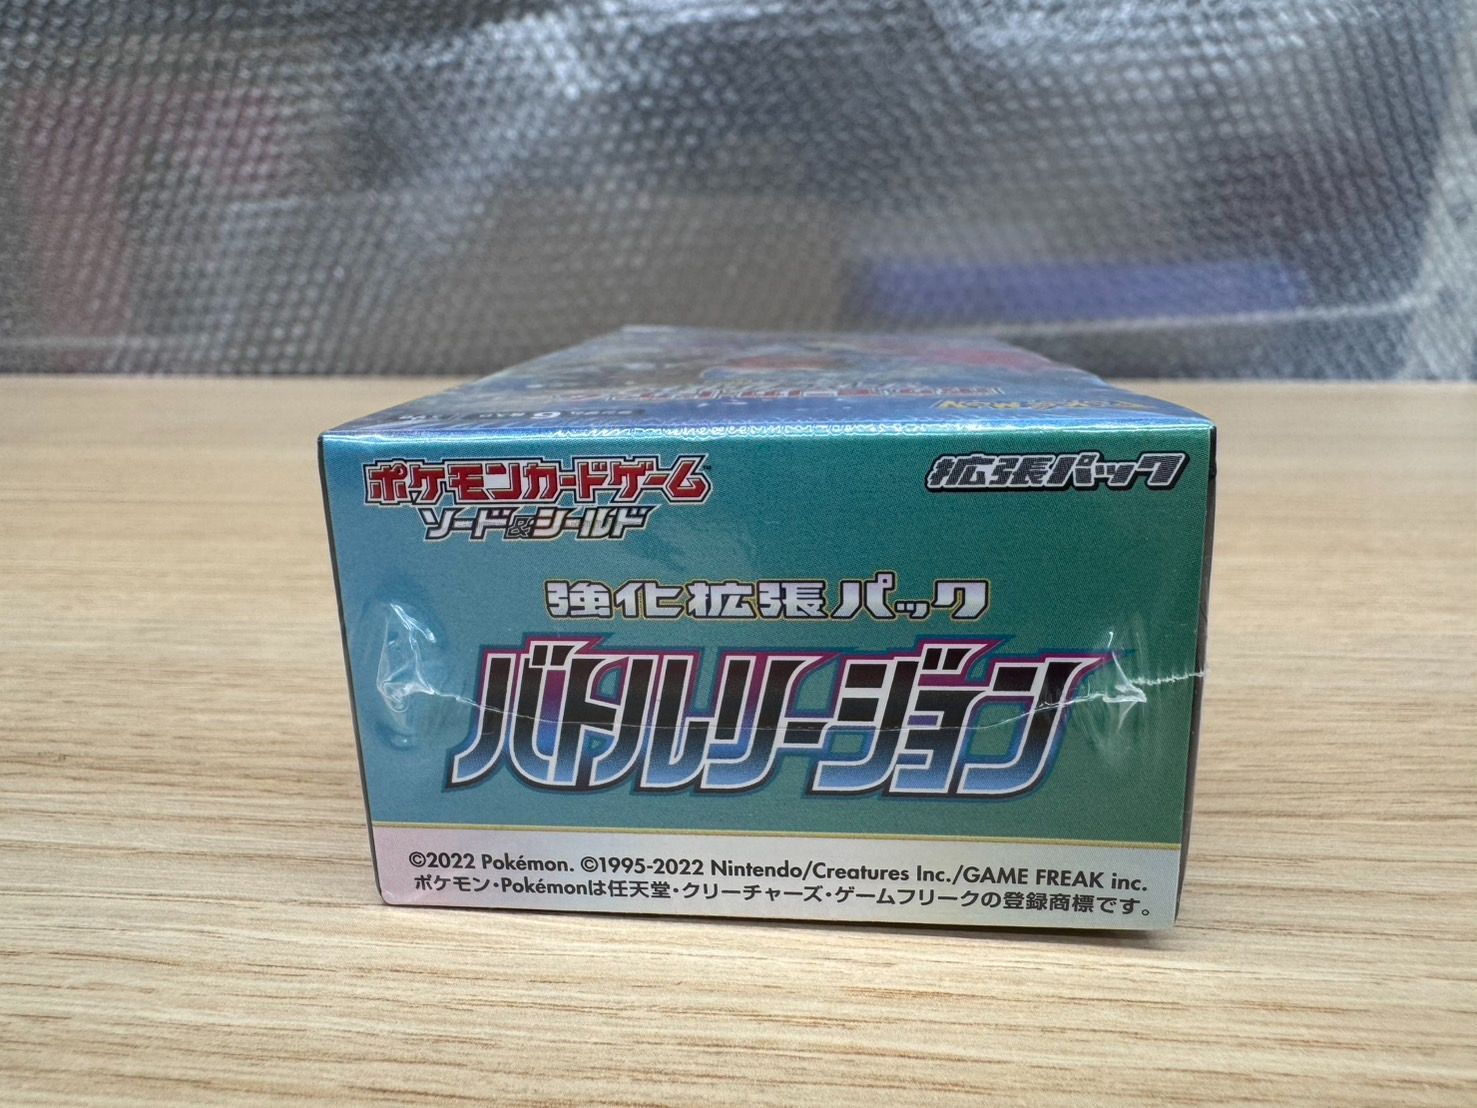 ポケモンカードゲーム
ソード&シールド
拡張パック
強化拡張パック
バトルリージョン
©2022 Pokémon. ©1995-2022 Nintendo/Creatures Inc./GAME FREAK inc.
ポケモン・Pokémonは任天堂・クリーチャーズ・ゲームフリークの登録商標です。